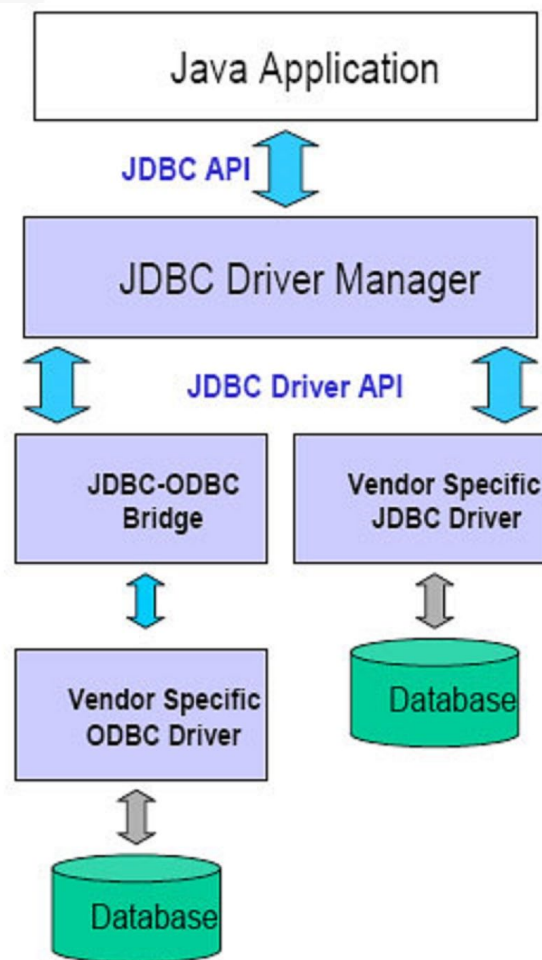 Java Application
JDBC API
JDBC Driver Manager
JDBC Driver API
JDBC-ODBC
Bridge
Vendor Specific
JDBC Driver
Vendor Specific
ODBC Driver
Database
Database